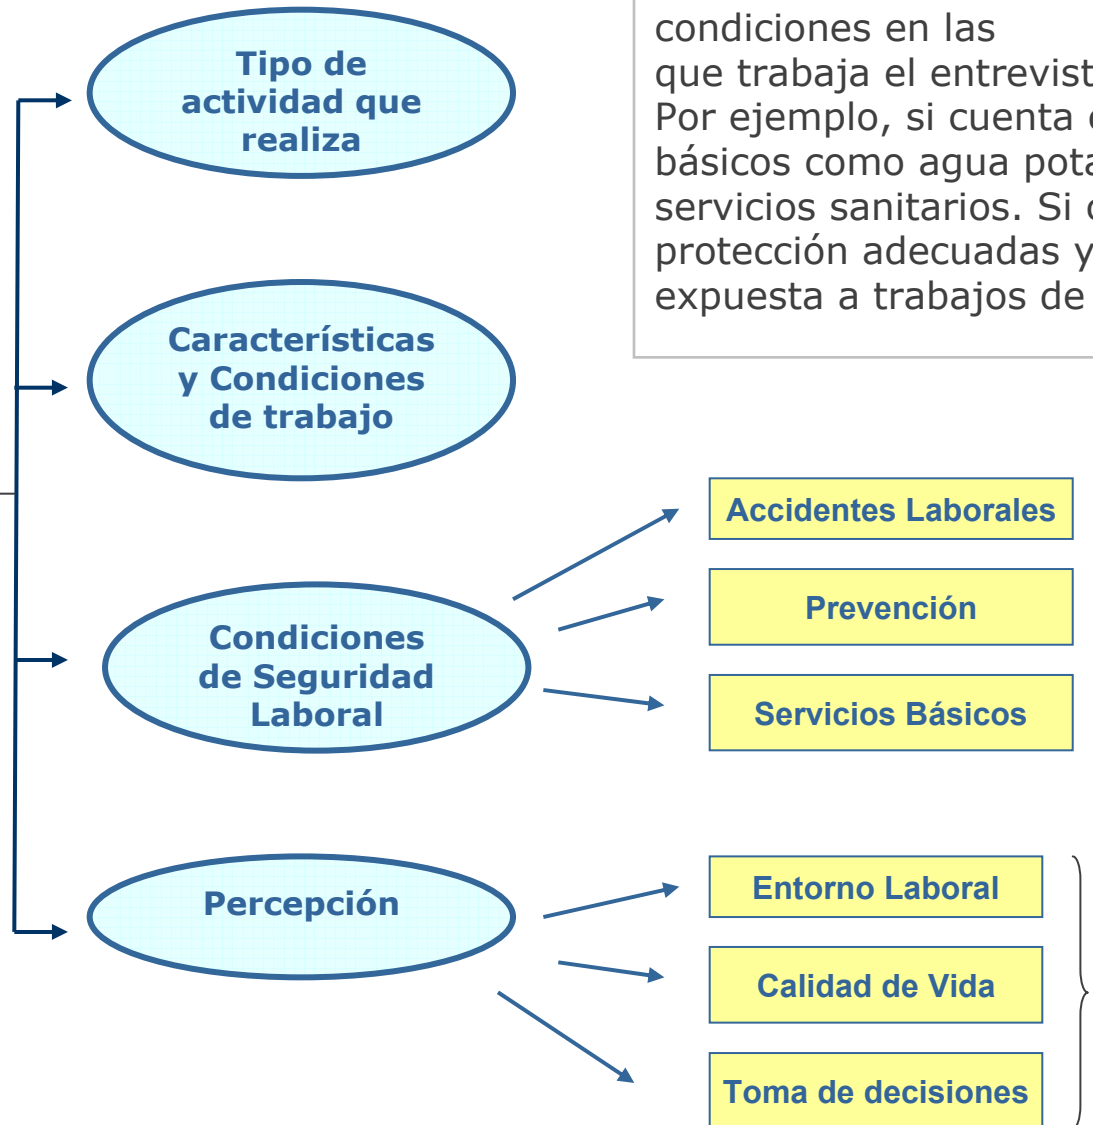 condiciones en las
que trabaja el
Por ejemplo, si cuenta
básicos como agua
servicios sanitarios. Si
protección adecuadas y
expuesta a trabajos de
Tipo de
actividad que
realiza
Características
y Condiciones
de trabajo
Condiciones
de Seguridad
Laboral
Accidentes Laborales
Prevención
Servicios Básicos
Percepción
Entorno Laboral
Calidad de Vida
Toma de decisiones